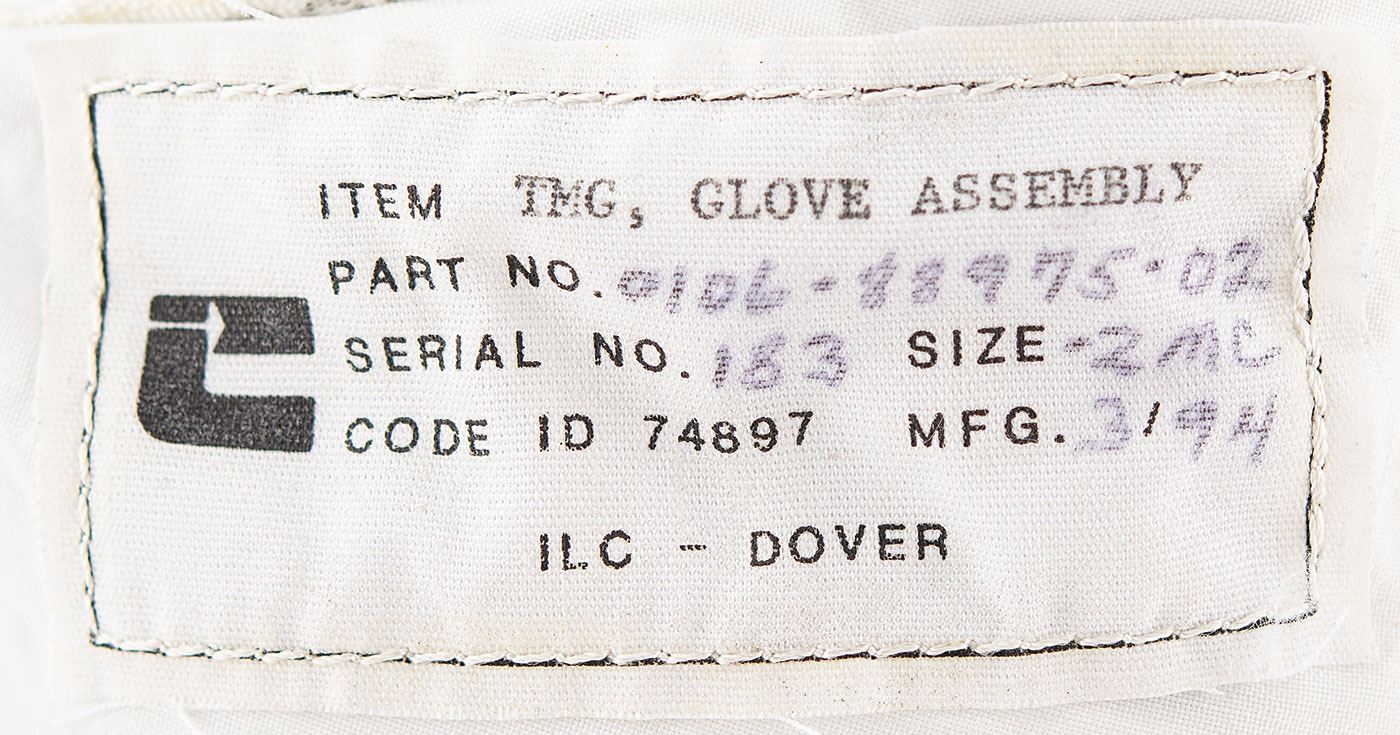 ITEM TMG, GLOVE ASSEMBLY
PART NO. 0106-88975-02
SERIAL NO. 183 SIZE -2MC
CODE ID 74897 MFG. 3/94
ILC - DOVER